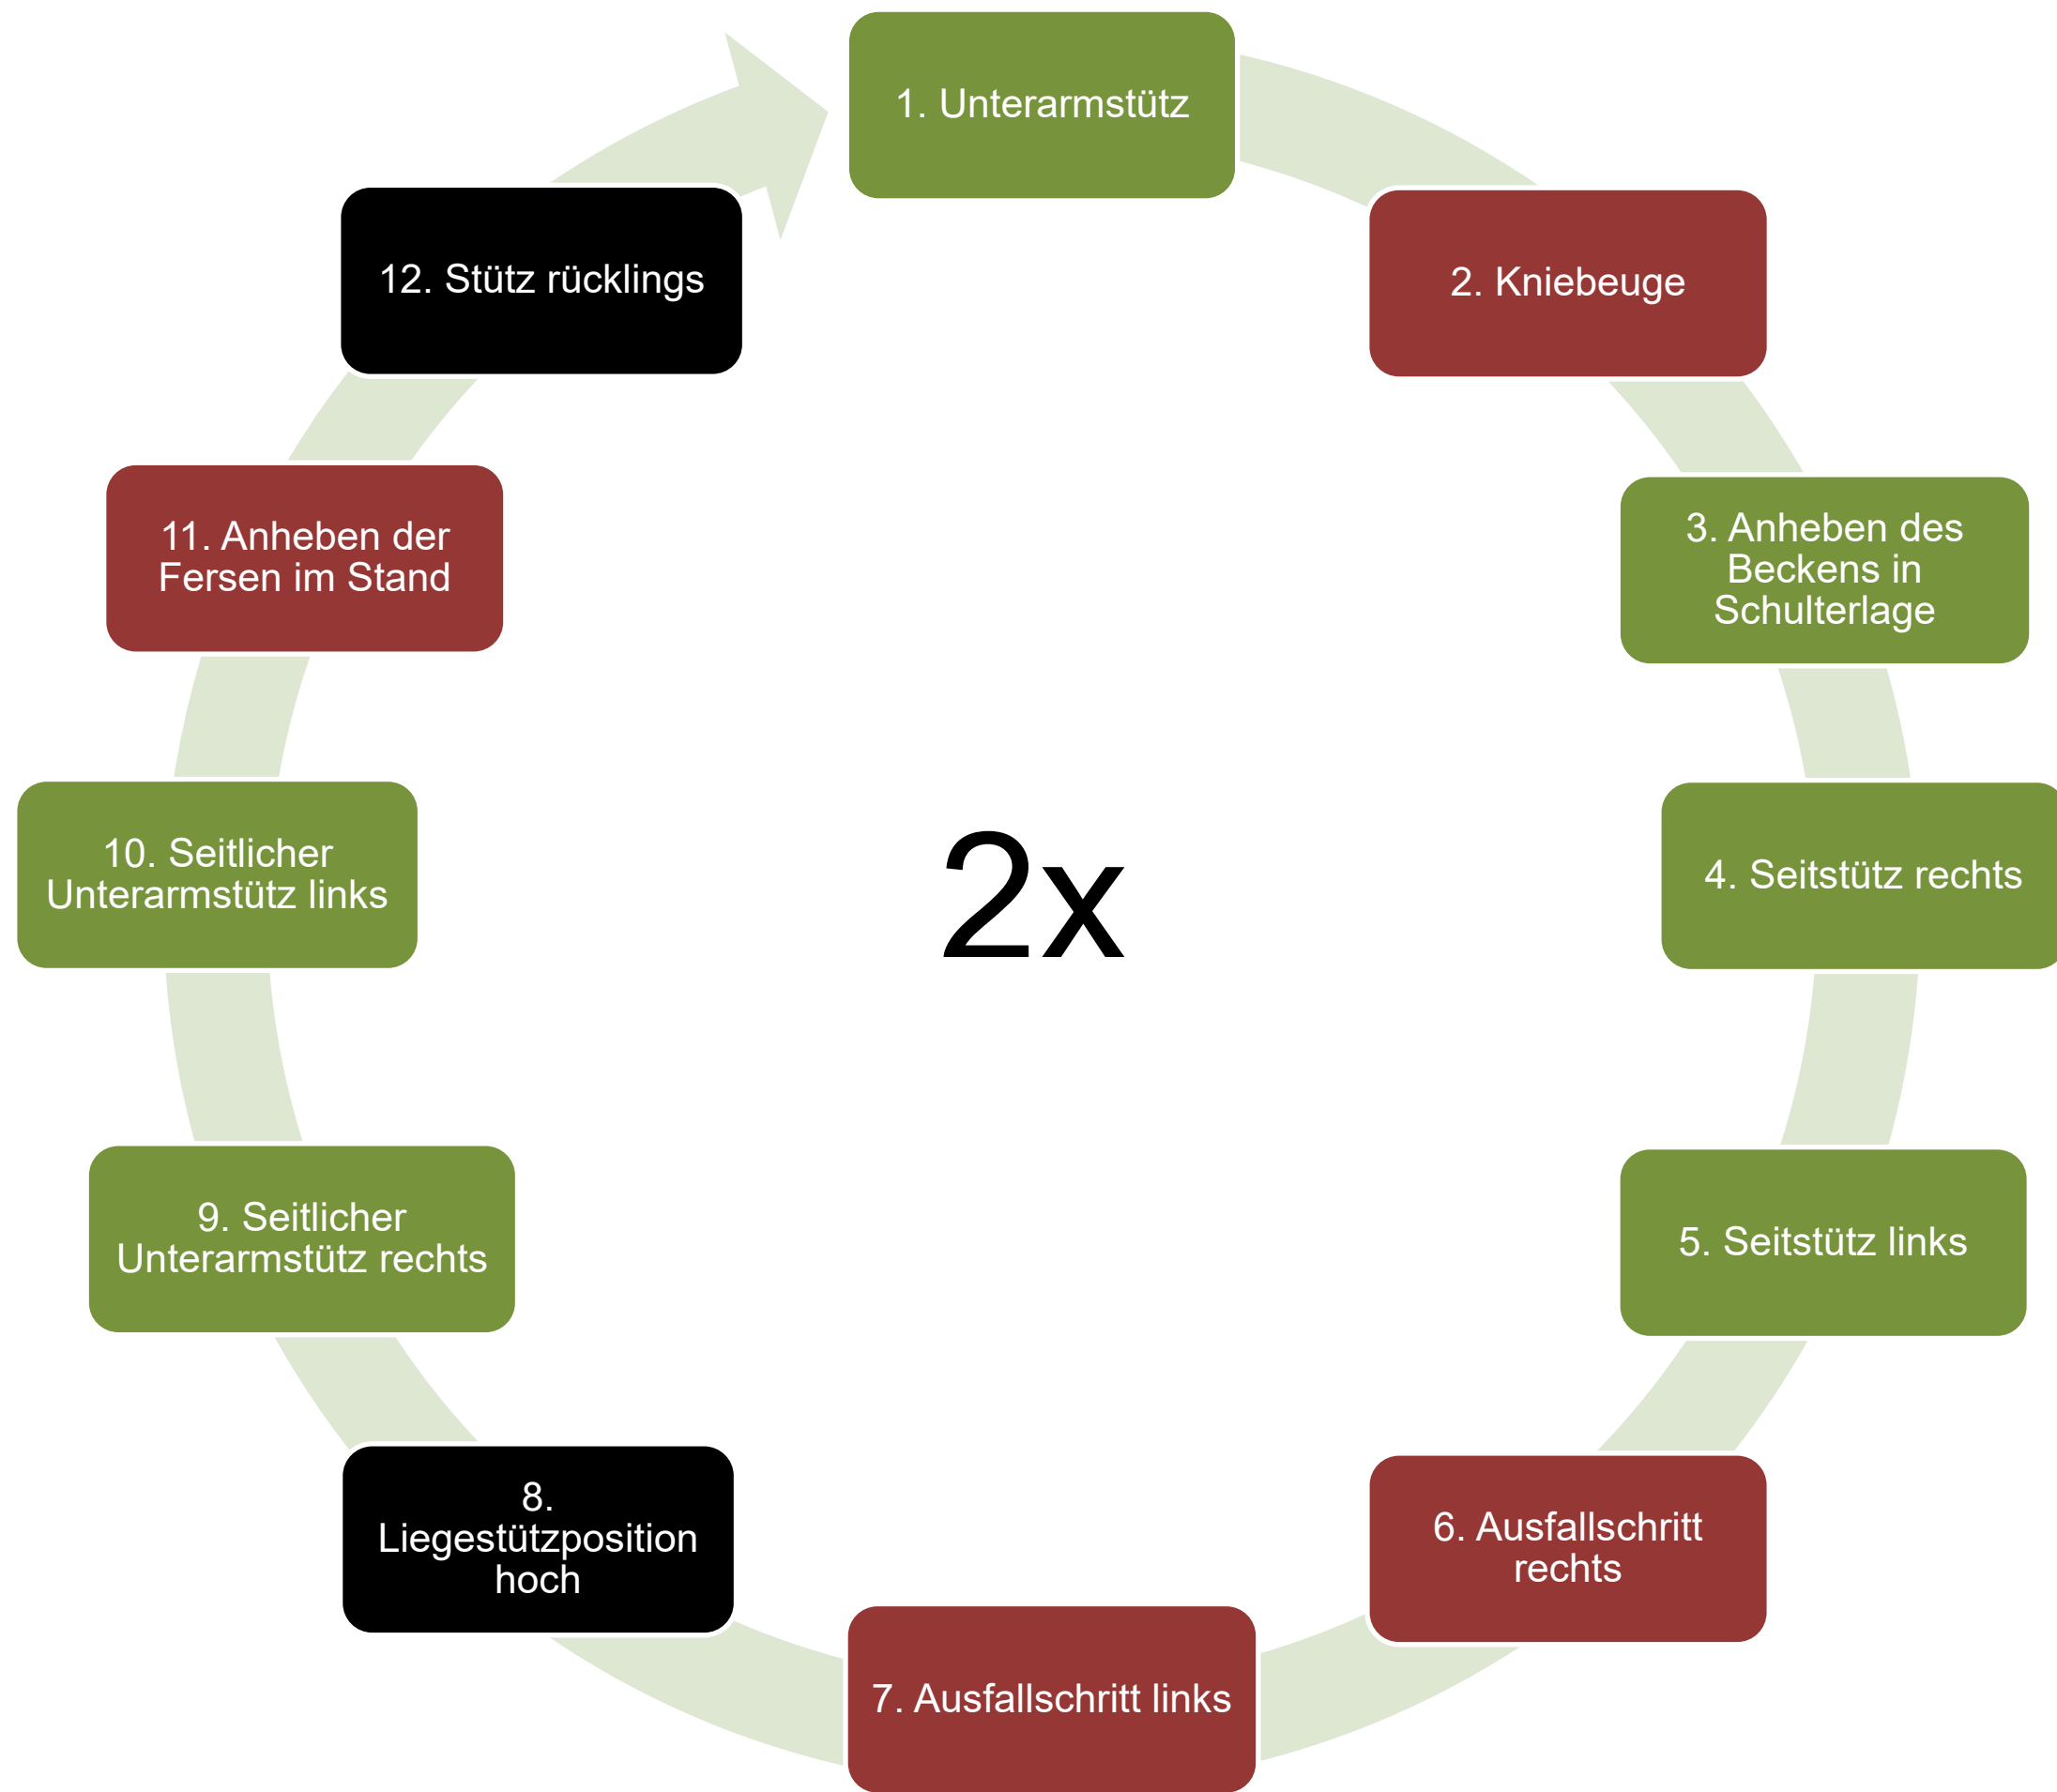 1. Unterarmstütz
2. Kniebeuge
3. Anheben des
Beckens in
Schulterlage
4. Seitstütz rechts
5. Seitstütz links
6. Ausfallschritt
rechts
7. Ausfallschritt links
8.
Liegestützposition
hoch
9. Seitlicher
Unterarmstütz rechts
10. Seitlicher
Unterarmstütz links
11. Anheben der
Fersen im Stand
12. Stütz rücklings
2x